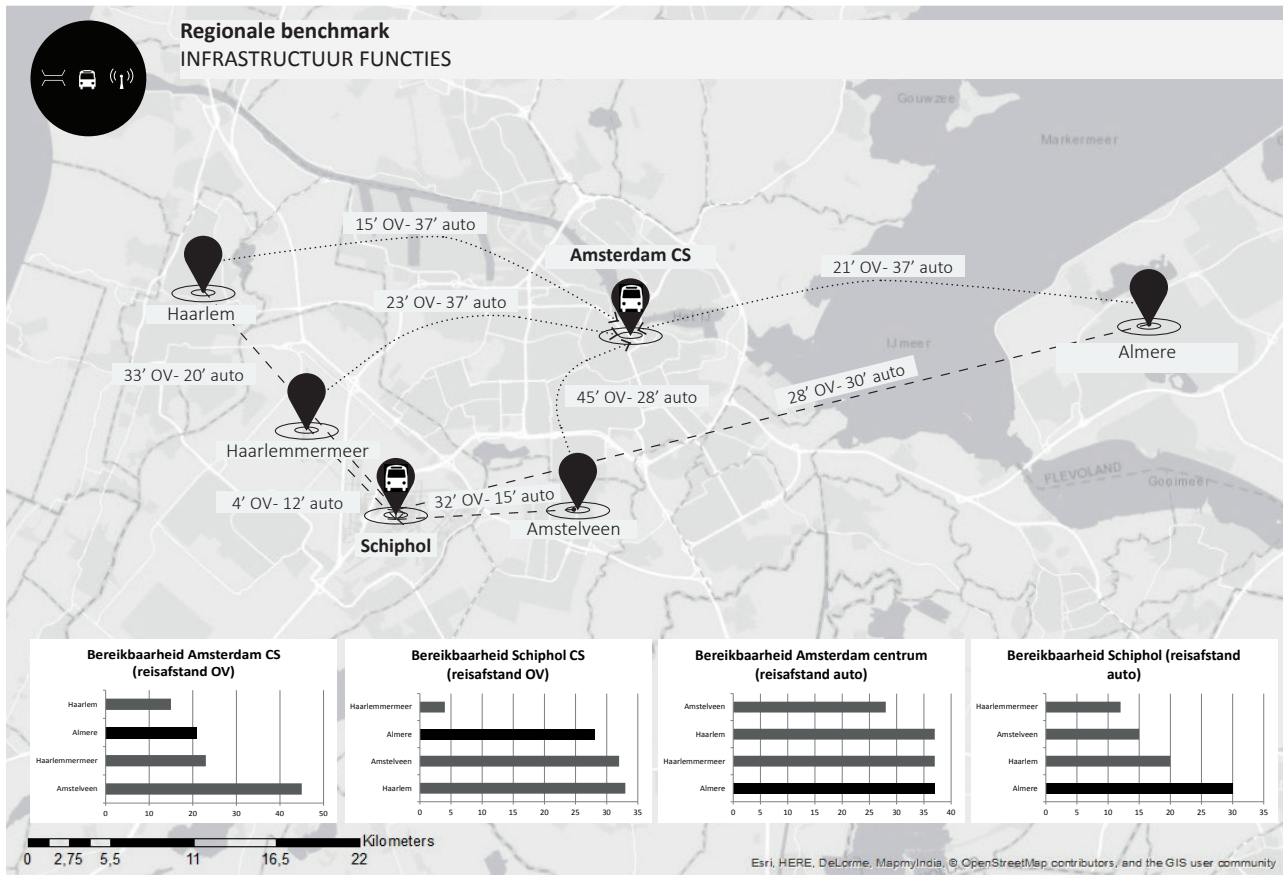 Regionale benchmark
INFRASTRUCTUUR FUNCTIES
Gouwzee
Markermeer
15' OV- 37' auto
Amsterdam CS
21' OV- 37' auto
23' OV- 37' auto
Haarlem
IJmeer
Almere
33' OV- 20' auto
28' OV- 30' auto
45' OV- 28' auto
Haarlemmermeer
FLEVOLAND
Gooimeer
4' OV- 12' auto
32' OV- 15' auto
Amstelveen
Schiphol
Bereikbaarheid Amsterdam CS
(reisafstand OV)
Haarlem
Almere
Haarlemmermeer
Amstelveen
0 10 20 30 40 50
Bereikbaarheid Schiphol CS
(reisafstand OV)
Haarlemmermeer
Almere
Amstelveen
Haarlem
0 5 10 15 20 25 30 35
Bereikbaarheid Amsterdam centrum
(reisafstand auto)
Amstelveen
Haarlem
Haarlemmermeer
Almere
0 5 10 15 20 25 30 35 40
Bereikbaarheid Schiphol (reisafstand
auto)
Haarlemmermeer
Amstelveen
Haarlem
Almere
0 5 10 15 20 25 30 35
Kilometers
0 2,75 5,5 11 16,5 22
Esri, HERE, DeLorme, MapmyIndia, © OpenStreetMap contributors, and the GIS user community